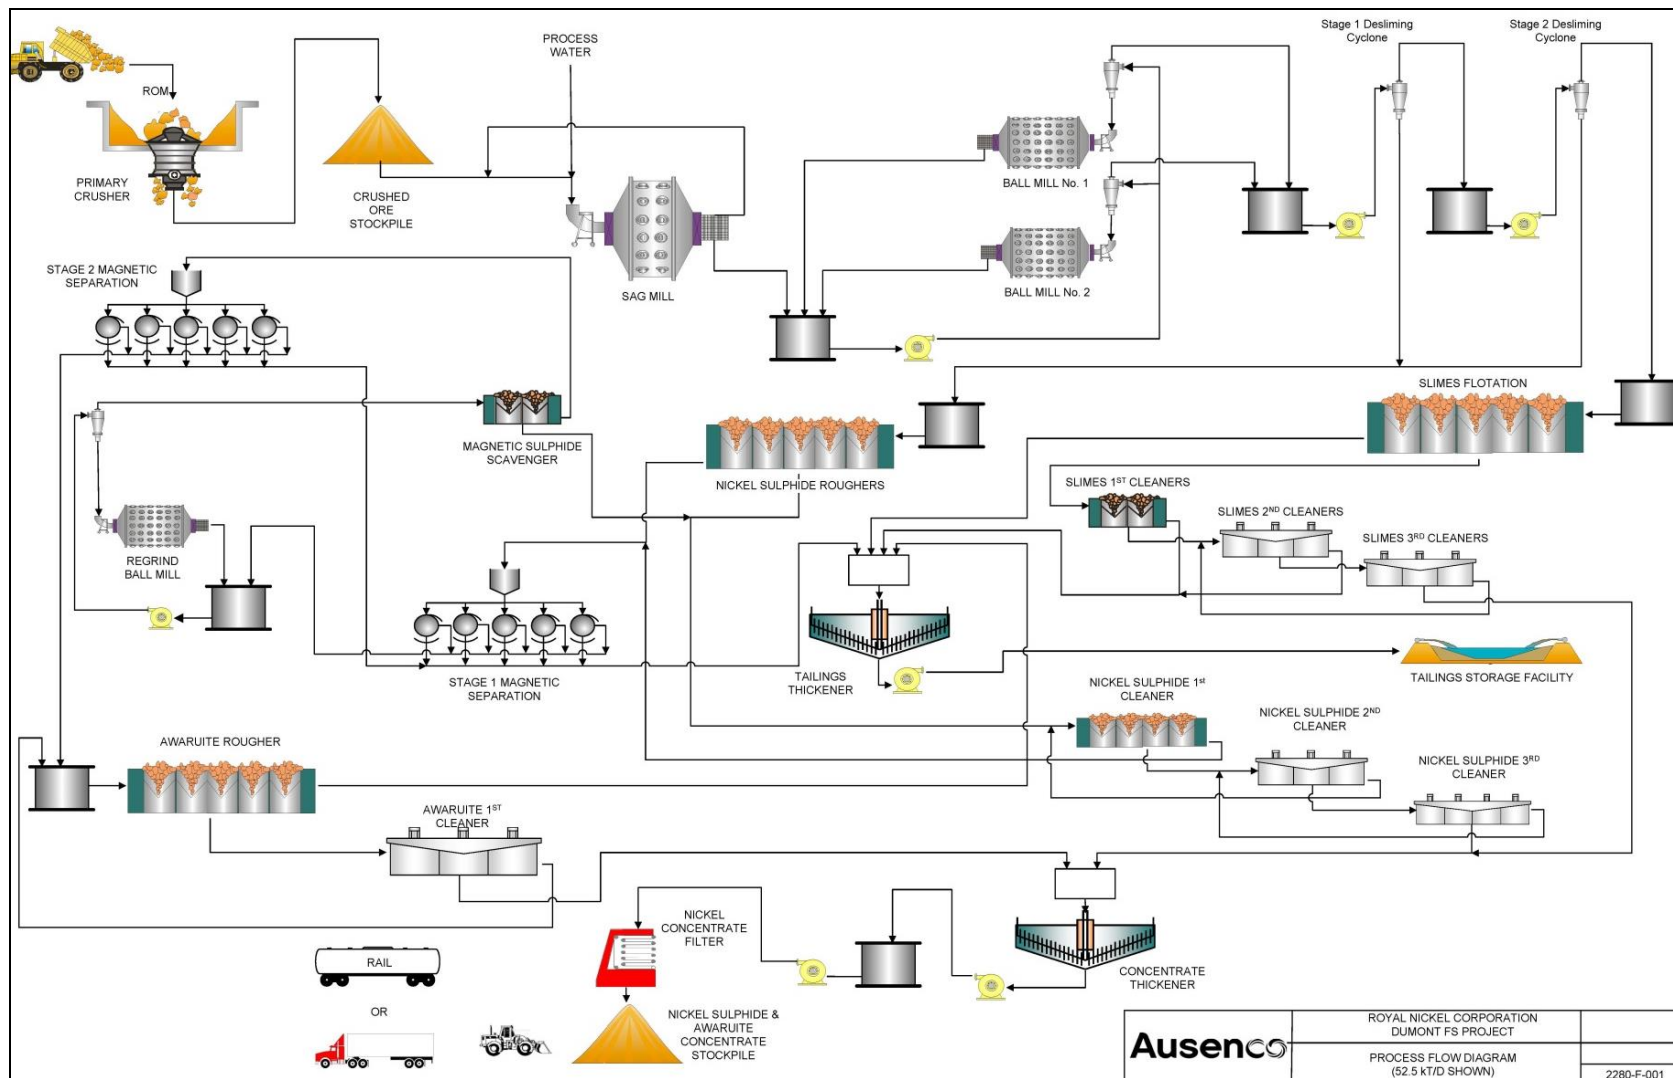 Stage 1 Desliming
Cyclone
Stage 2 Desliming
Cyclone
PROCESS
WATER
ROM
PRIMARY
CRUSHER
CRUSHED
ORE
STOCKPILE
SAG MILL
BALL MILL No. 1
BALL MILL No. 2
STAGE 2 MAGNETIC
SEPARATION
MAGNETIC SULPHIDE
SCAVENGER
NICKEL SULPHIDE ROUGHERS
SLIMES FLOTATION
SLIMES 1ST CLEANERS
SLIMES 2ND CLEANERS
SLIMES 3RD CLEANERS
REGRIND
BALL MILL
STAGE 1 MAGNETIC
SEPARATION
TAILINGS
THICKENER
TAILINGS STORAGE FACILITY
NICKEL SULPHIDE 1st
CLEANER
NICKEL SULPHIDE 2ND
CLEANER
NICKEL SULPHIDE 3RD
CLEANER
AWARUITE ROUGHER
AWARUITE 1ST
CLEANER
NICKEL
CONCENTRATE
FILTER
CONCENTRATE
THICKENER
RAIL
OR
NICKEL SULPHIDE &
AWARUITE
CONCENTRATE
STOCKPILE
Ausenco
ROYAL NICKEL CORPORATION
DUMONT FS PROJECT
PROCESS FLOW DIAGRAM
(52.5 kT/D SHOWN)
2280-F-001